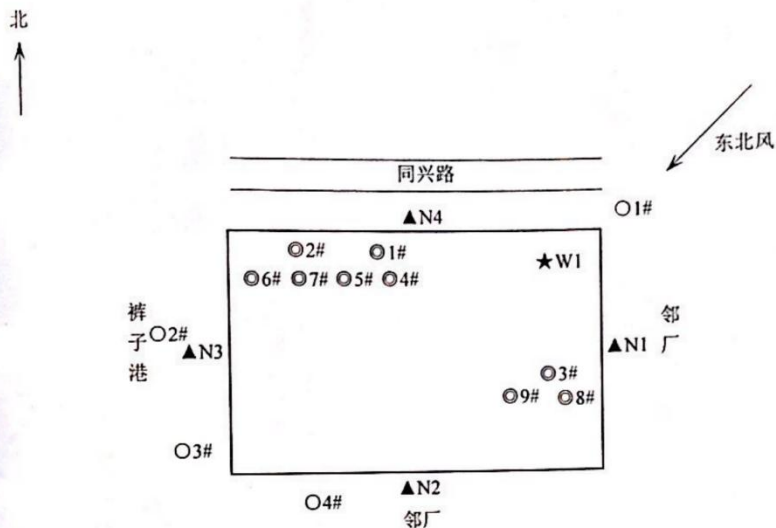 北
东北风
同兴路
○1#
▲N4
◎2# ◎1#
★W1
◎6# ◎7# ◎5# ◎4#
裤子港
○2#
▲N3
▲N1
邻厂
◎3#
◎9# ◎8#
○3#
▲N2
○4#
邻厂